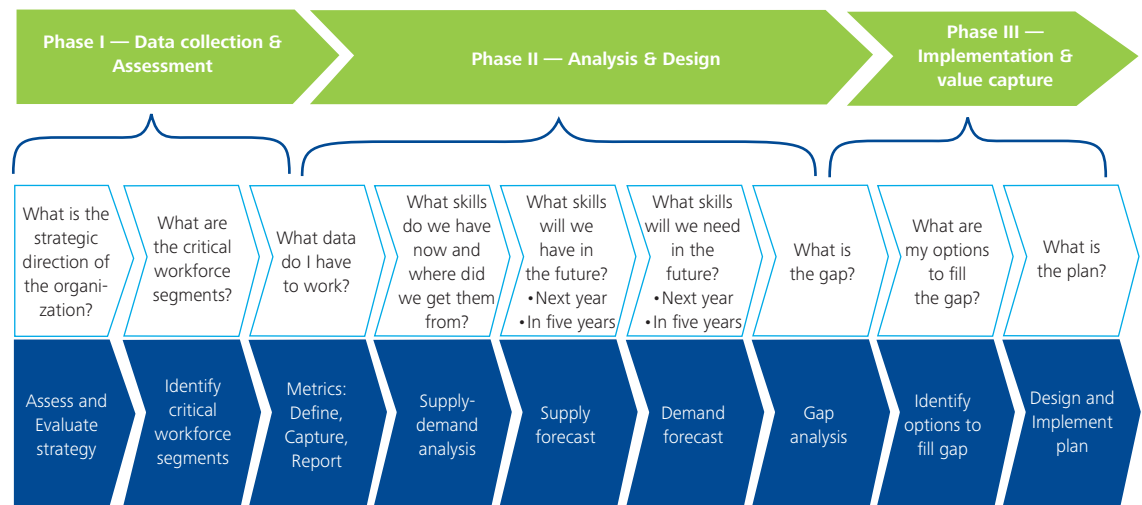 Phase I — Data collection &
Assessment
Phase II — Analysis & Design
Phase III —
Implementation &
value capture
What is the
strategic
direction of
the organi-
zation?
What are
the critical
workforce
segments?
What data
do I have
to work?
What skills
do we have
now and
where did
we get them
from?
What skills
will we
have in
the future?
•Next year
•In five years
What skills
will we need
in the
future?
•Next year
•In five years
What is
the gap?
What are
my options
to fill
the gap?
What is
the plan?
Assess and
Evaluate
strategy
Identify
critical
workforce
segments
Metrics:
Define,
Capture,
Report
Supply-
demand
analysis
Supply
forecast
Demand
forecast
Gap
analysis
Identify
options to
fill gap
Design and
Implement
plan